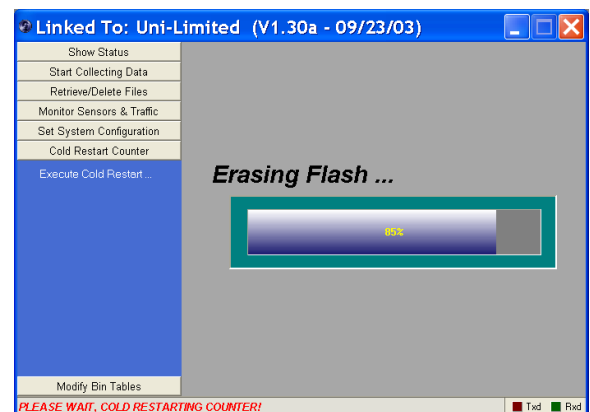 Linked To: Uni-Limited (V1.30a - 09/23/03)
Show Status
Start Collecting Data
Retrieve/Delete Files
Monitor Sensors & Traffic
Set System Configuration
Cold Restart Counter
Execute Cold Restart ...
Erasing Flash ...
85%
Modify Bin Tables
PLEASE WAIT, COLD RESTARTING COUNTER!
Txd Rxd